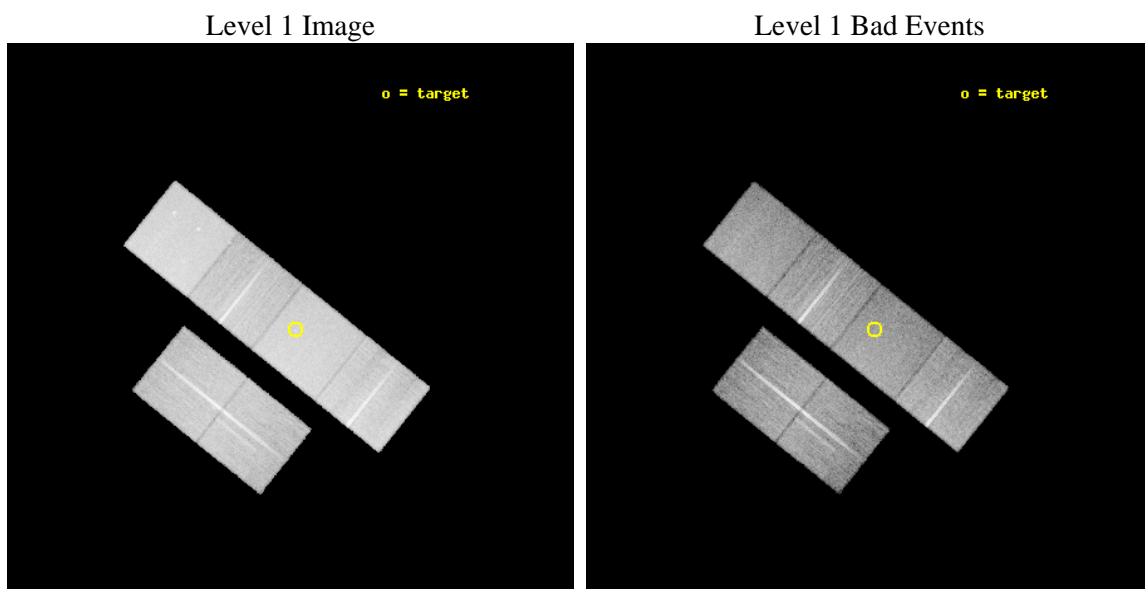 Level 1 Image
Level 1 Bad Events
o = target
o = target